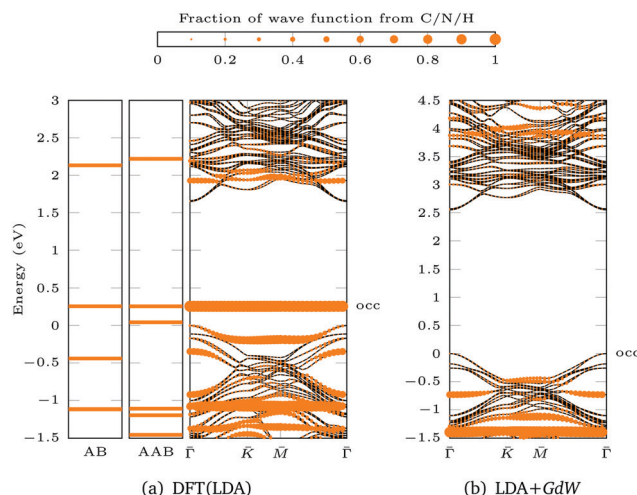 Fraction of wave function from C/N/H
0 0.2 0.4 0.6 0.8 1
Energy (eV)
3
2.5
2
1.5
1
0.5
0
−0.5
−1
−1.5
AB AAB Γ̄ K̄ M̄ Γ̄
occ
4.5
4
3.5
3
2.5
2
1.5
1
0.5
0
−0.5
−1
−1.5
Γ̄ K̄ M̄ Γ̄
occ
(a) DFT(LDA)
(b) LDA+GdW